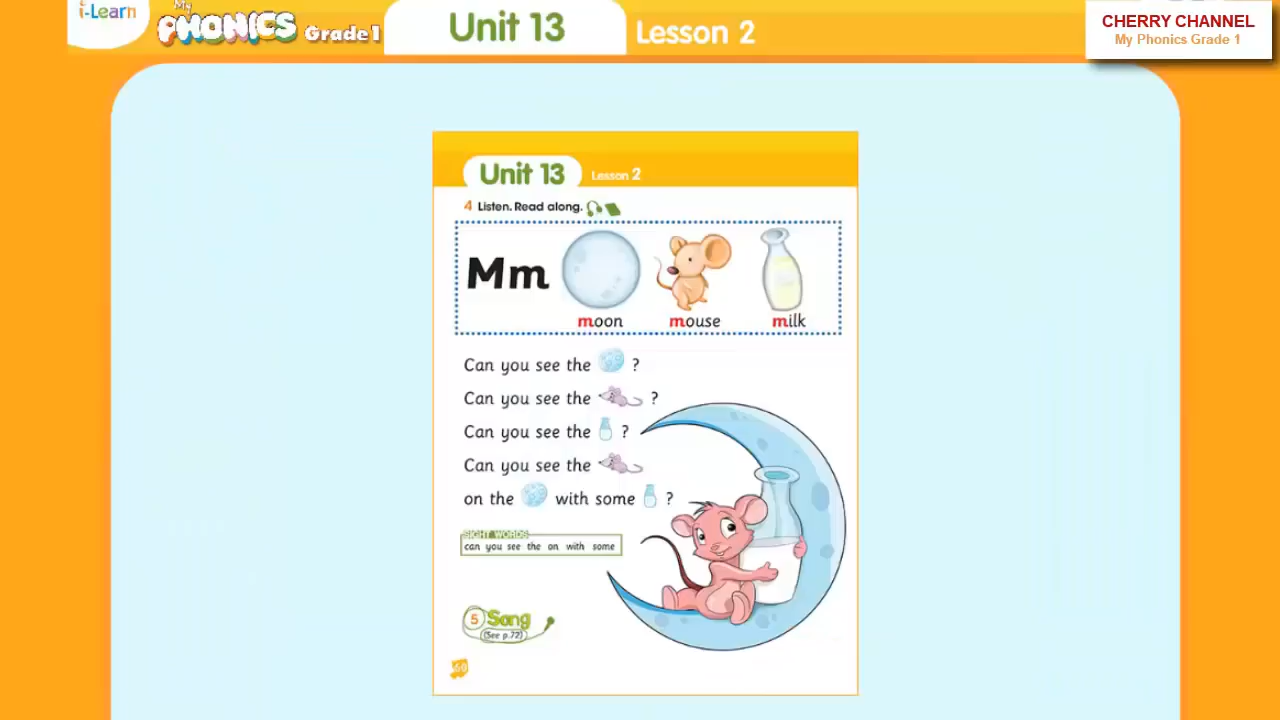 i-Learn
My
PHONICS Grade 1
Unit 13
Lesson 2
CHERRY CHANNEL
My Phonics Grade 1
Unit 13 Lesson 2
4 Listen. Read along.
Mm
moon mouse milk
Can you see the ?
Can you see the ?
Can you see the ?
Can you see the
on the with some ?
SIGHT WORDS
can you see the on with some
5 Song
(See p.72)
60